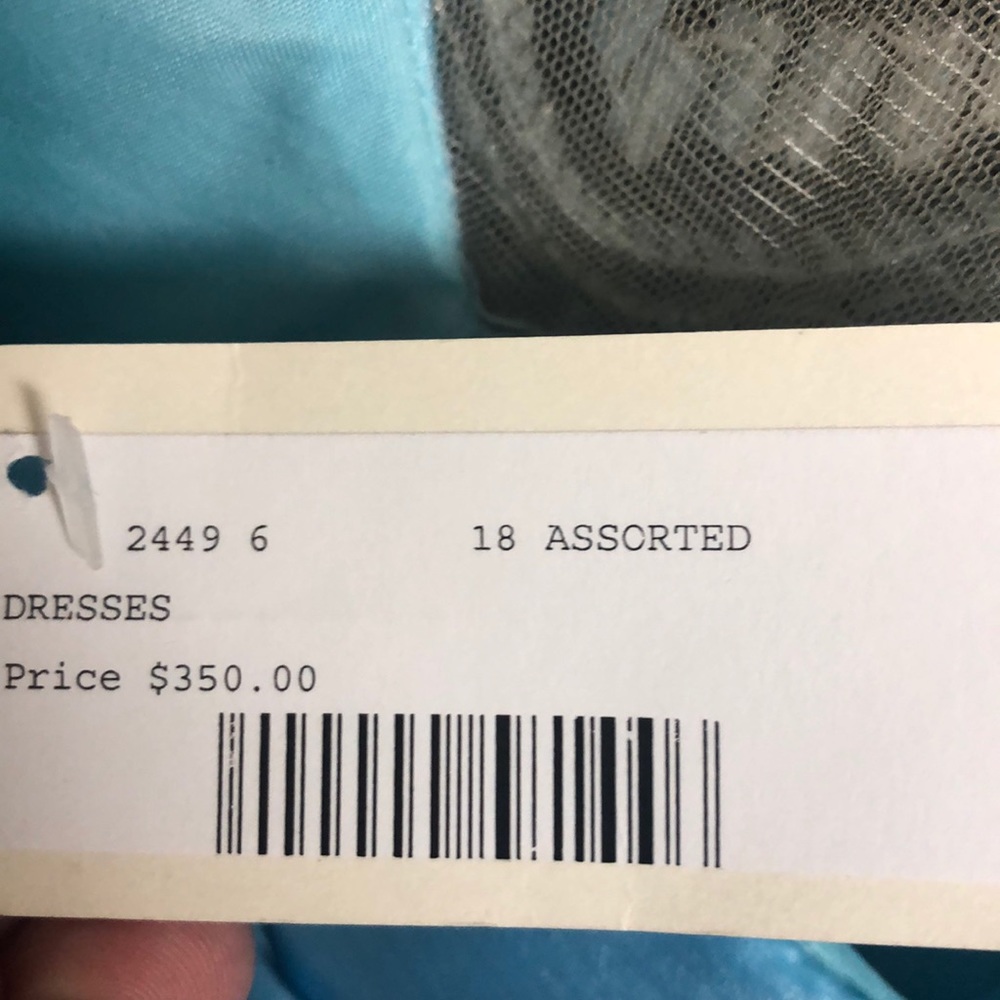 2449 6 18 ASSORTED
DRESSES
Price $350.00